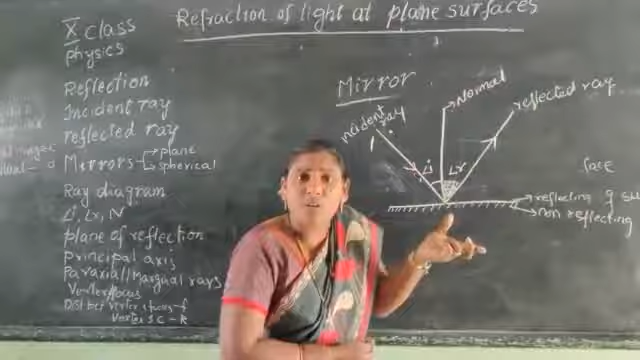 X class
physics
Refraction of light at plane surfaces
Reflection
Incident ray
reflected ray
Mirrors
plane
spherical
Ray diagram
∠i, ∠r, N
plane of reflection
principal axis
Paraxial/Marginal rays
Vertex/focus
Mirror
incident ray
Normal
reflected ray
∠i
∠r
face
reflecting
non reflecting